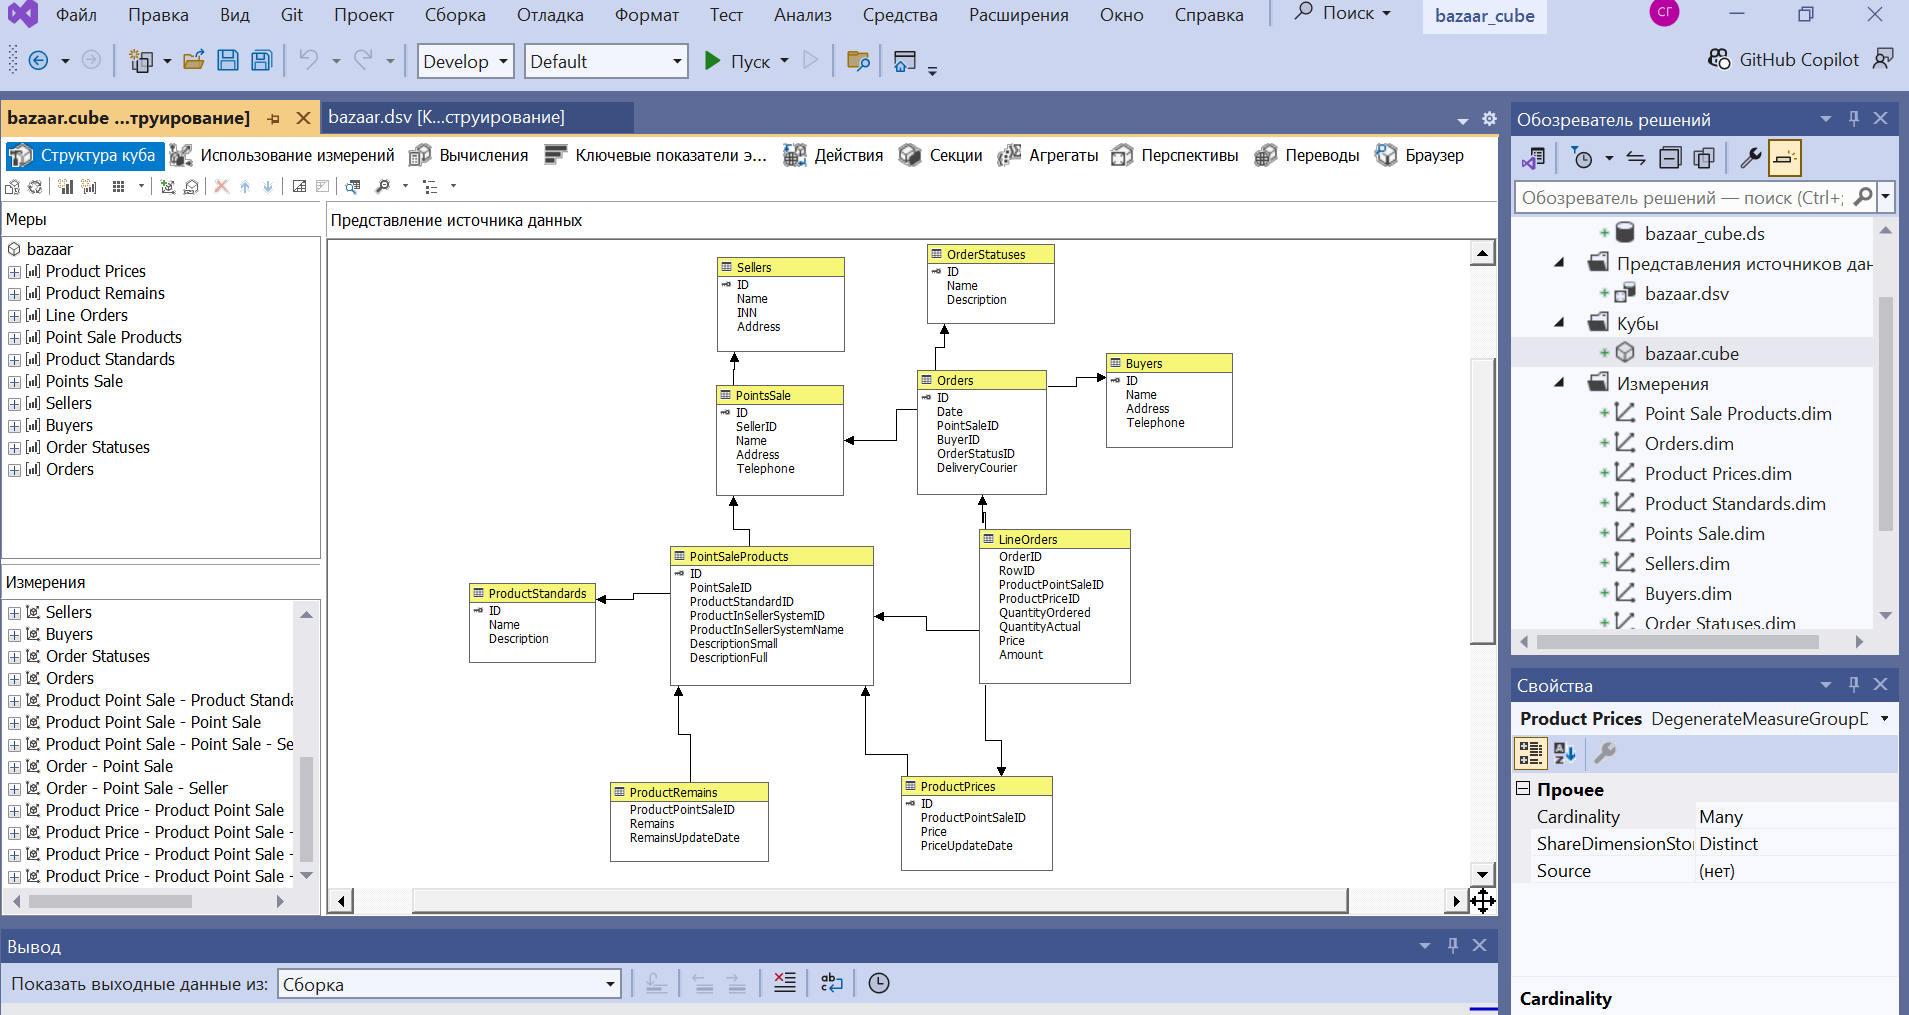 Файл Правка Вид Git Проект Сборка Отладка Формат Тест Анализ Средства Расширения Окно Справка Поиск bazaar_cube СГ
Develop Default Пуск GitHub Copilot
bazaar.cube ...труирование] bazaar.dsv [К...струирование]
Структура куба Использование измерений Вычисления Ключевые показатели э... Действия Секции Агрегаты Перспективы Переводы Браузер
Меры
bazaar
Product Prices
Product Remains
Line Orders
Point Sale Products
Product Standards
Points Sale
Sellers
Buyers
Order Statuses
Orders
Измерения
Sellers
Buyers
Order Statuses
Orders
Product Point Sale - Product Standa
Product Point Sale - Point Sale
Product Point Sale - Point Sale - Se
Order - Point Sale
Order - Point Sale - Seller
Product Price - Product Point Sale
Product Price - Product Point Sale -
Product Price - Product Point Sale -
Product Price - Product Point Sale -
Представление источника данных
Sellers
ID
Name
INN
Address
OrderStatuses
ID
Name
Description
Buyers
ID
Name
Address
Telephone
PointsSale
ID
SellerID
Name
Address
Telephone
Orders
ID
Date
PointSaleID
BuyerID
OrderStatusID
DeliveryCourier
PointSaleProducts
ID
PointSaleID
ProductStandardID
ProductInSellerSystemID
ProductInSellerSystemName
DescriptionSmall
DescriptionFull
LineOrders
OrderID
RowID
ProductPointSaleID
ProductPriceID
QuantityOrdered
QuantityActual
Price
Amount
ProductStandards
ID
Name
Description
ProductRemains
ProductPointSaleID
Remains
RemainsUpdateDate
ProductPrices
ID
ProductPointSaleID
Price
PriceUpdateDate
Обозреватель решений
Обозреватель решений — поиск (Ctrl+;
bazaar_cube.ds
Представления источников дан
bazaar.dsv
Кубы
bazaar.cube
Измерения
Point Sale Products.dim
Orders.dim
Product Prices.dim
Product Standards.dim
Points Sale.dim
Sellers.dim
Buyers.dim
Order Statuses.dim
Свойства
Product Prices DegenerateMeasureGroupD
Прочее
Cardinality Many
ShareDimensionSto Distinct
Source (нет)
Cardinality
Вывод
Показать выходные данные из: Сборка